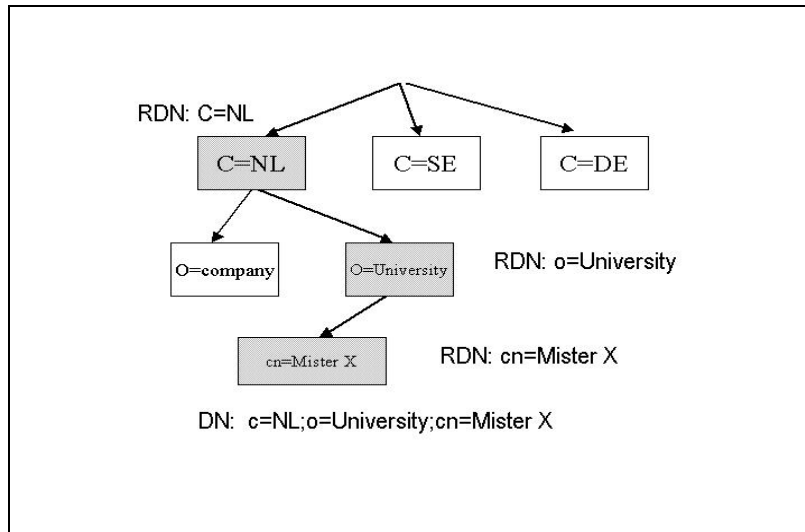 RDN: C=NL
C=NL
C=SE
C=DE
O=company
O=University
RDN: o=University
cn=Mister X
RDN: cn=Mister X
DN: c=NL;o=University;cn=Mister X